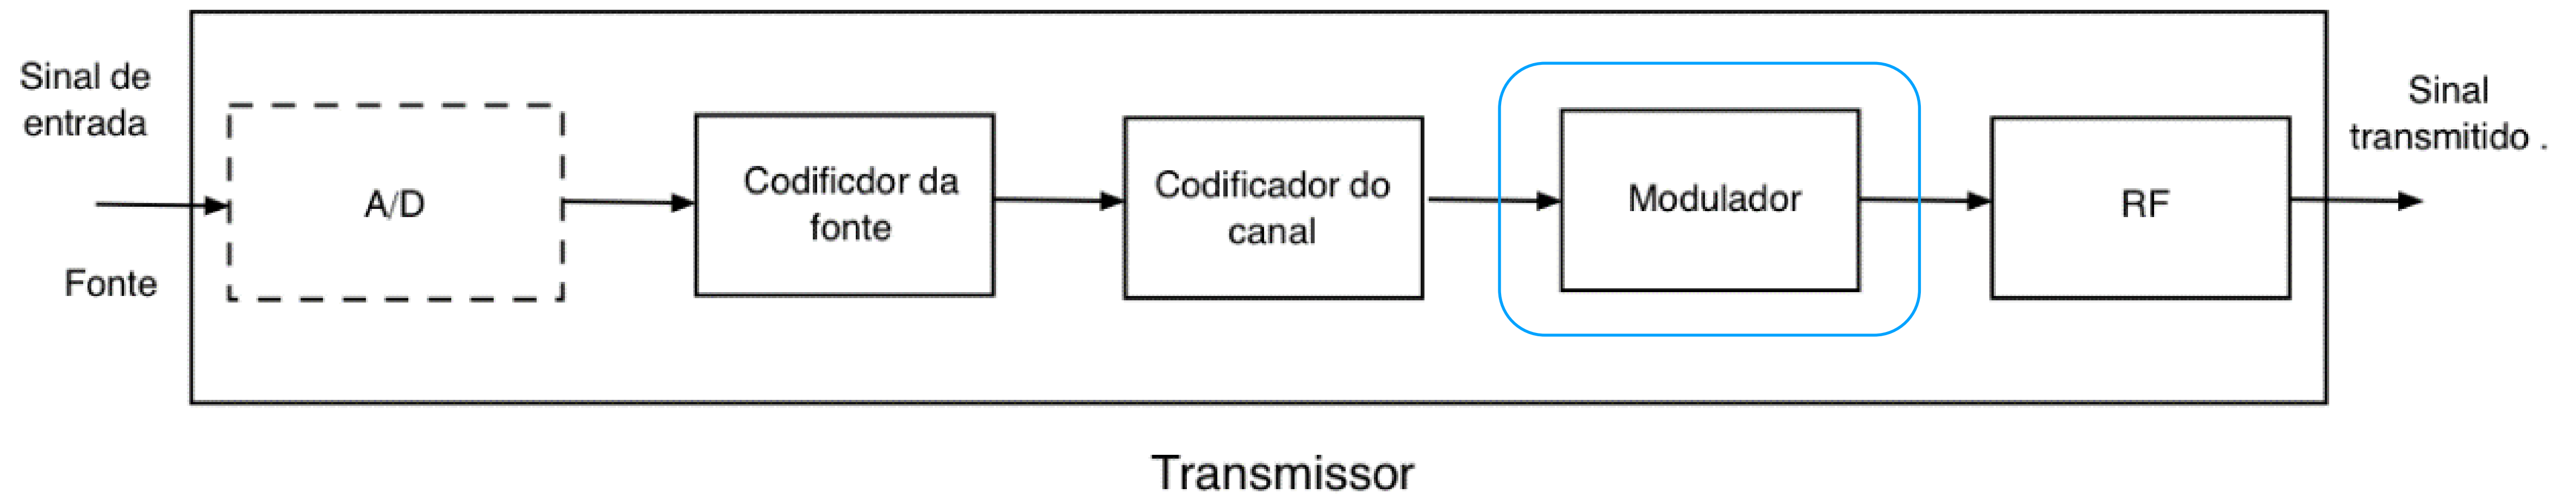 Sinal de
entrada
Fonte
A/D
Codificdor da
fonte
Codificador do
canal
Modulador
RF
Sinal
transmitido .
Transmissor